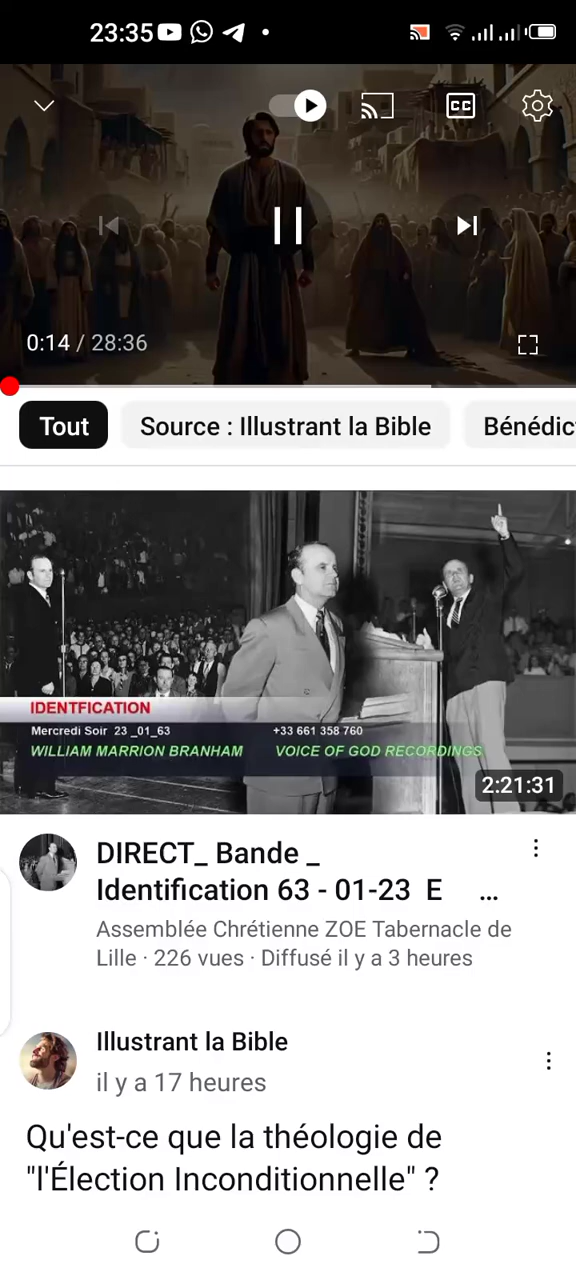 23:35
CC
0:14 / 28:36
Tout
Source : Illustrant la Bible
Bénédic
IDENTFICATION
Mercredi Soir 23 _01_63
+33 661 358 760
WILLIAM MARRION BRANHAM
VOICE OF GOD RECORDINGS
2:21:31
DIRECT_ Bande _
Identification 63 - 01-23 E ...
Assemblée Chrétienne ZOE Tabernacle de
Lille · 226 vues · Diffusé il y a 3 heures
Illustrant la Bible
il y a 17 heures
Qu'est-ce que la théologie de
"l'Élection Inconditionnelle" ?